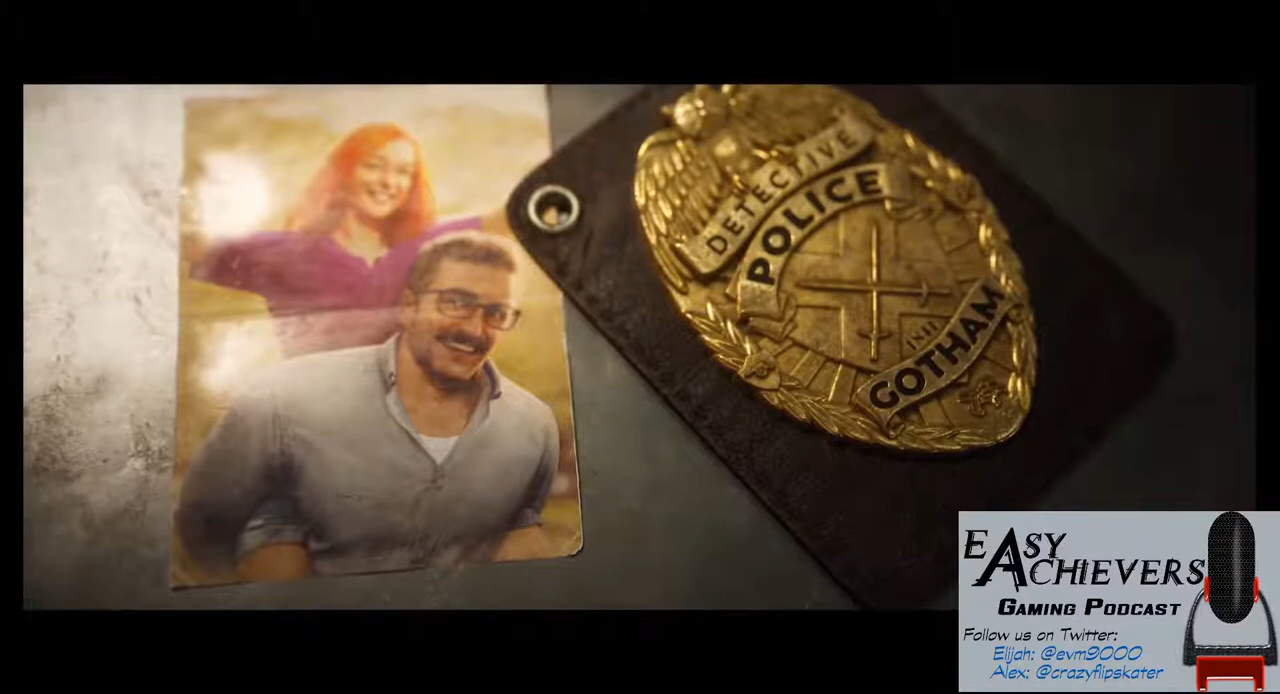 DETECTIVE
POLICE
GOTHAM
EASY
ACHIEVERS
GAMING PODCAST
Follow us on Twitter:
Elijah: @evm9000
Alex: @crazyflipskater